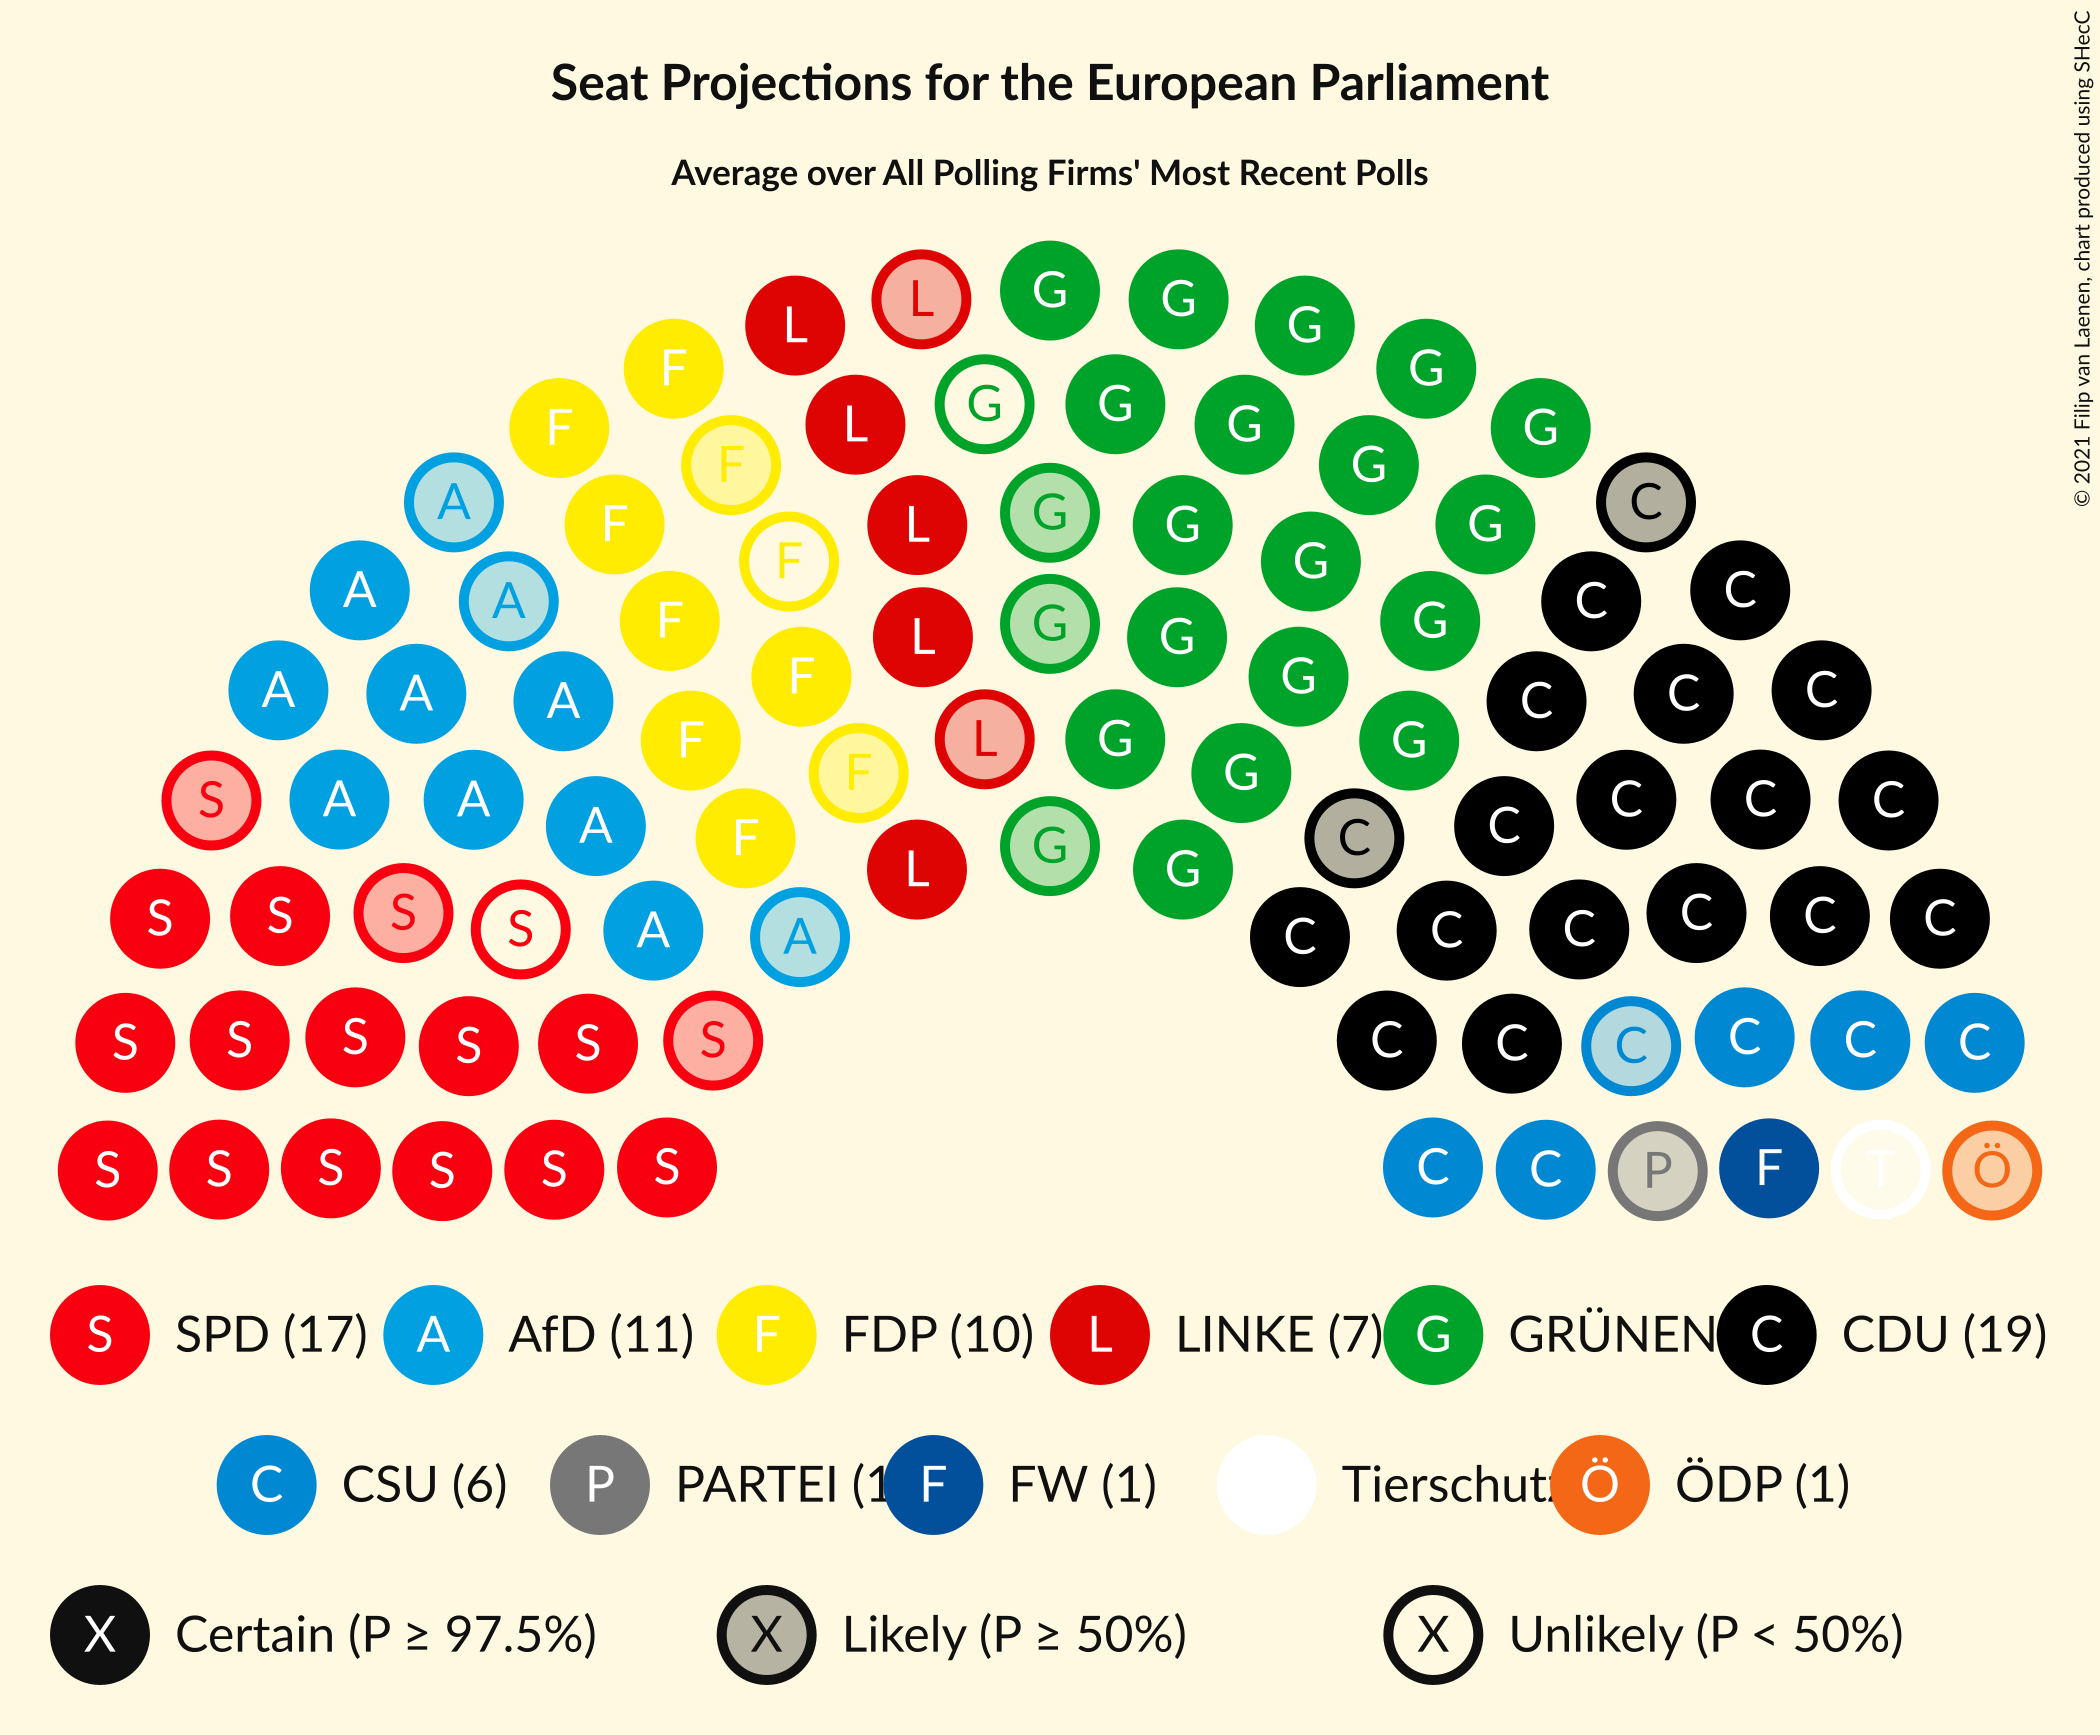 Seat Projections for the European Parliament
Average over All Polling Firms' Most Recent Polls
© 2021 Filip van Laenen, chart produced using SHecC
L L G G G G G
F F L G G G G G C
A F F L G G G C C
A A F F L G G G G C C C
A A A F F L G G G C C C C
S A A A F F L G G G C C C C C
S S S S A A L G G C C C C C C C
S S S S S S C C C C C C
S S S S S S C C P F T Ö
S SPD (17) A AfD (11) F FDP (10) L LINKE (7) G GRÜNEN C CDU (19)
C CSU (6) P PARTEI (1 F FW (1) Tierschutz Ö ÖDP (1)
X Certain (P ≥ 97.5%) X Likely (P ≥ 50%) X Unlikely (P < 50%)